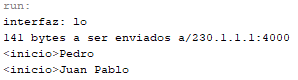 run:
interfaz: lo
141 bytes a ser enviados a/230.1.1.1:4000
<inicio>Pedro
<inicio>Juan Pablo